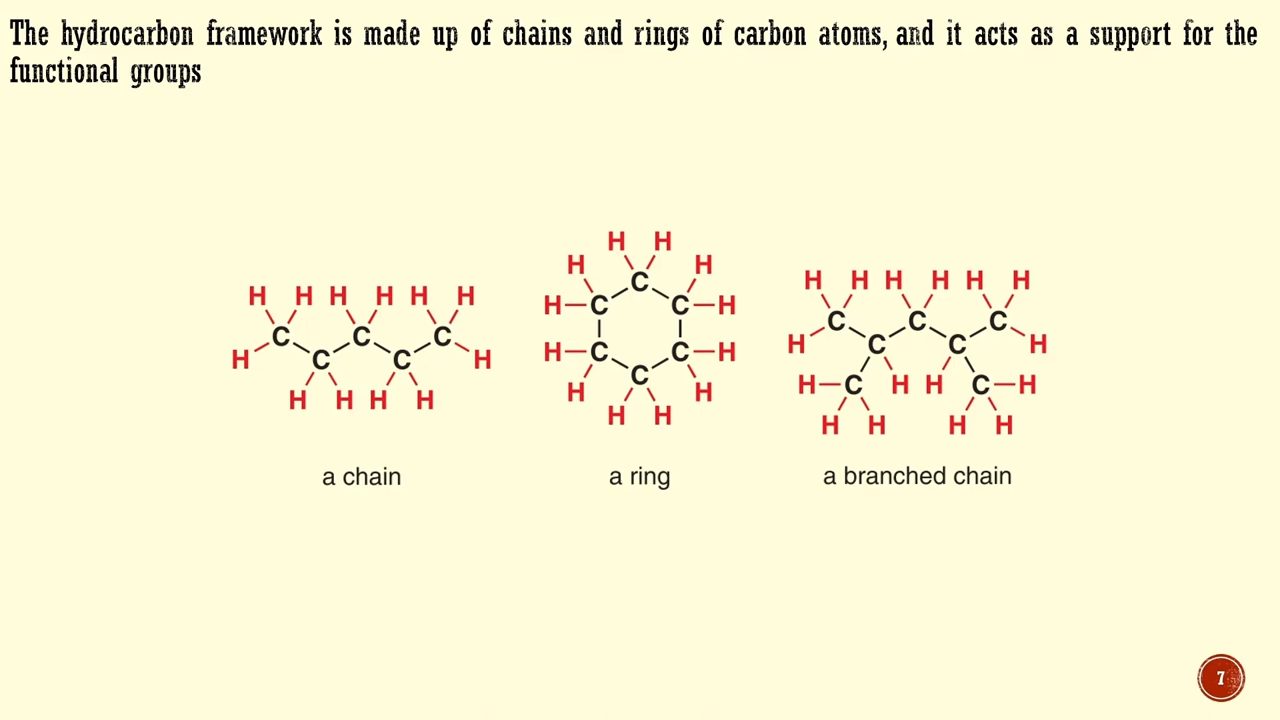 The hydrocarbon framework is made up of chains and rings of carbon atoms, and it acts as a support for the
functional groups
H H
H H H H H H
H C H
H C C H
C C C
H C C H
H H H H C H
H H H H
a chain
H H H H H H
C C C
H C C H
H C H H C H
H H H H
a ring
a branched chain
7